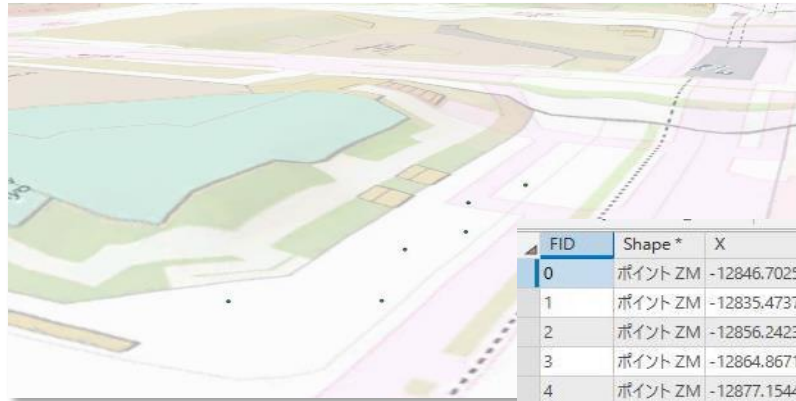 FID Shape * X
0 ポイント ZM -12846.7025
1 ポイント ZM -12835.4737
2 ポイント ZM -12856.2423
3 ポイント ZM -12864.8671
4 ポイント ZM -12877.1544